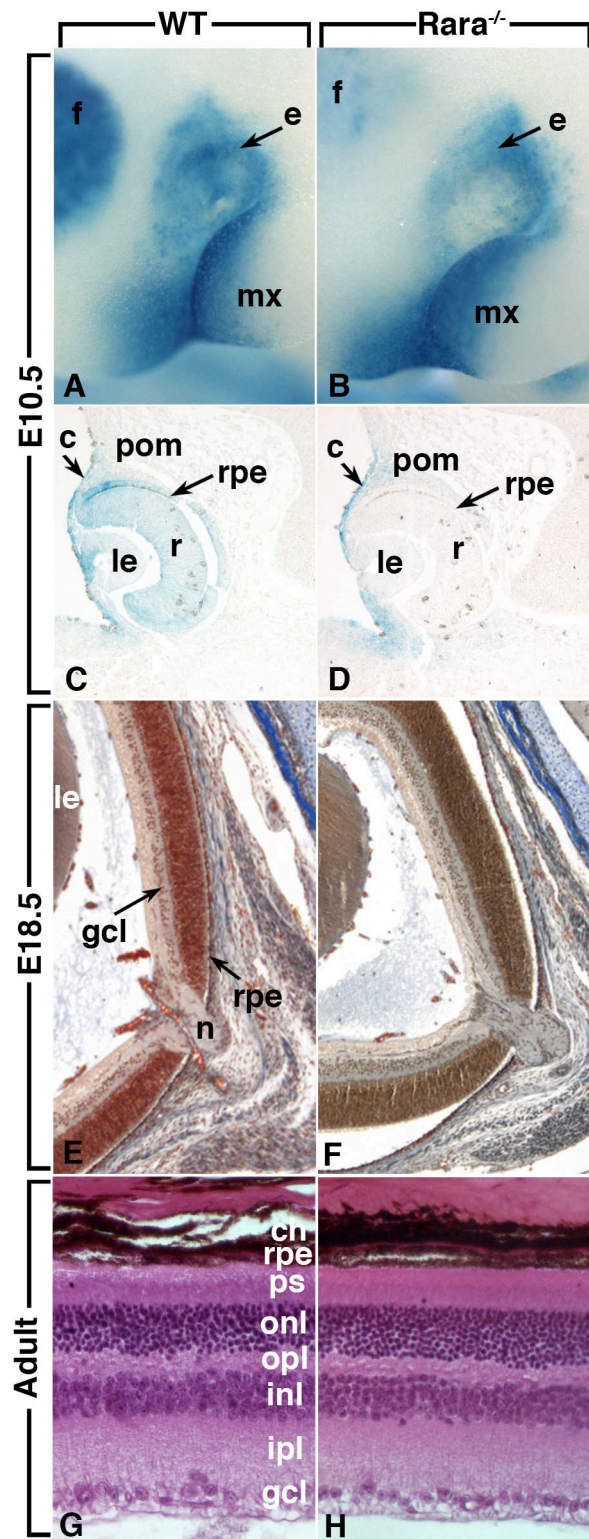 WT Rara-/-
E10.5
f e f e
mx mx
A B
c pom rpe c pom rpe
le r le r
C D
E18.5
le
gcl
rpe
n
E F
Adult
ch
rpe
ps
onl
opl
inl
ipl
gcl
G H